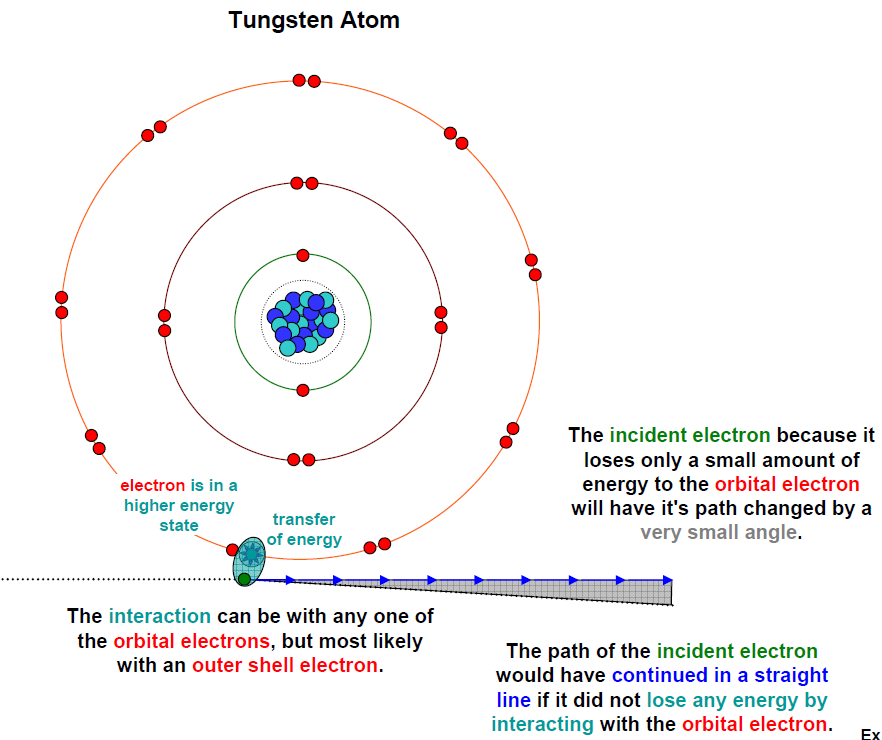 Tungsten Atom
electron is in a
higher energy
state
transfer
of energy
The incident electron because it
loses only a small amount of
energy to the orbital electron
will have it's path changed by a
very small angle.
The interaction can be with any one of
the orbital electrons, but most likely
with an outer shell electron.
The path of the incident electron
would have continued in a straight
line if it did not lose any energy by
interacting with the orbital electron.
Ex